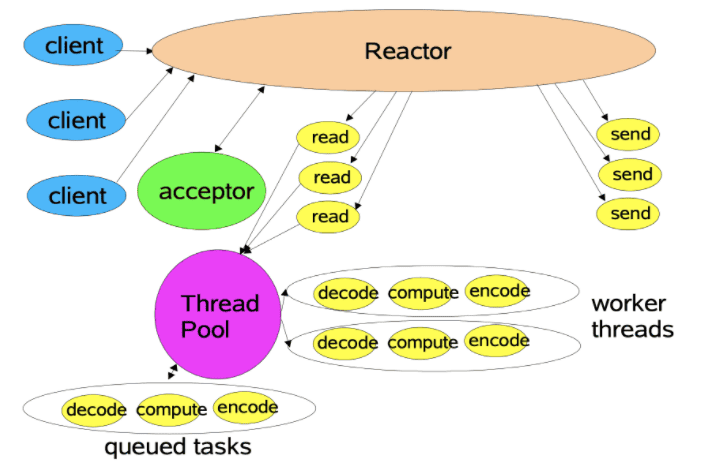 client
Reactor
client
client
acceptor
read
read
read
send
send
send
Thread
Pool
decode compute encode
decode compute encode
worker
threads
decode compute encode
queued tasks